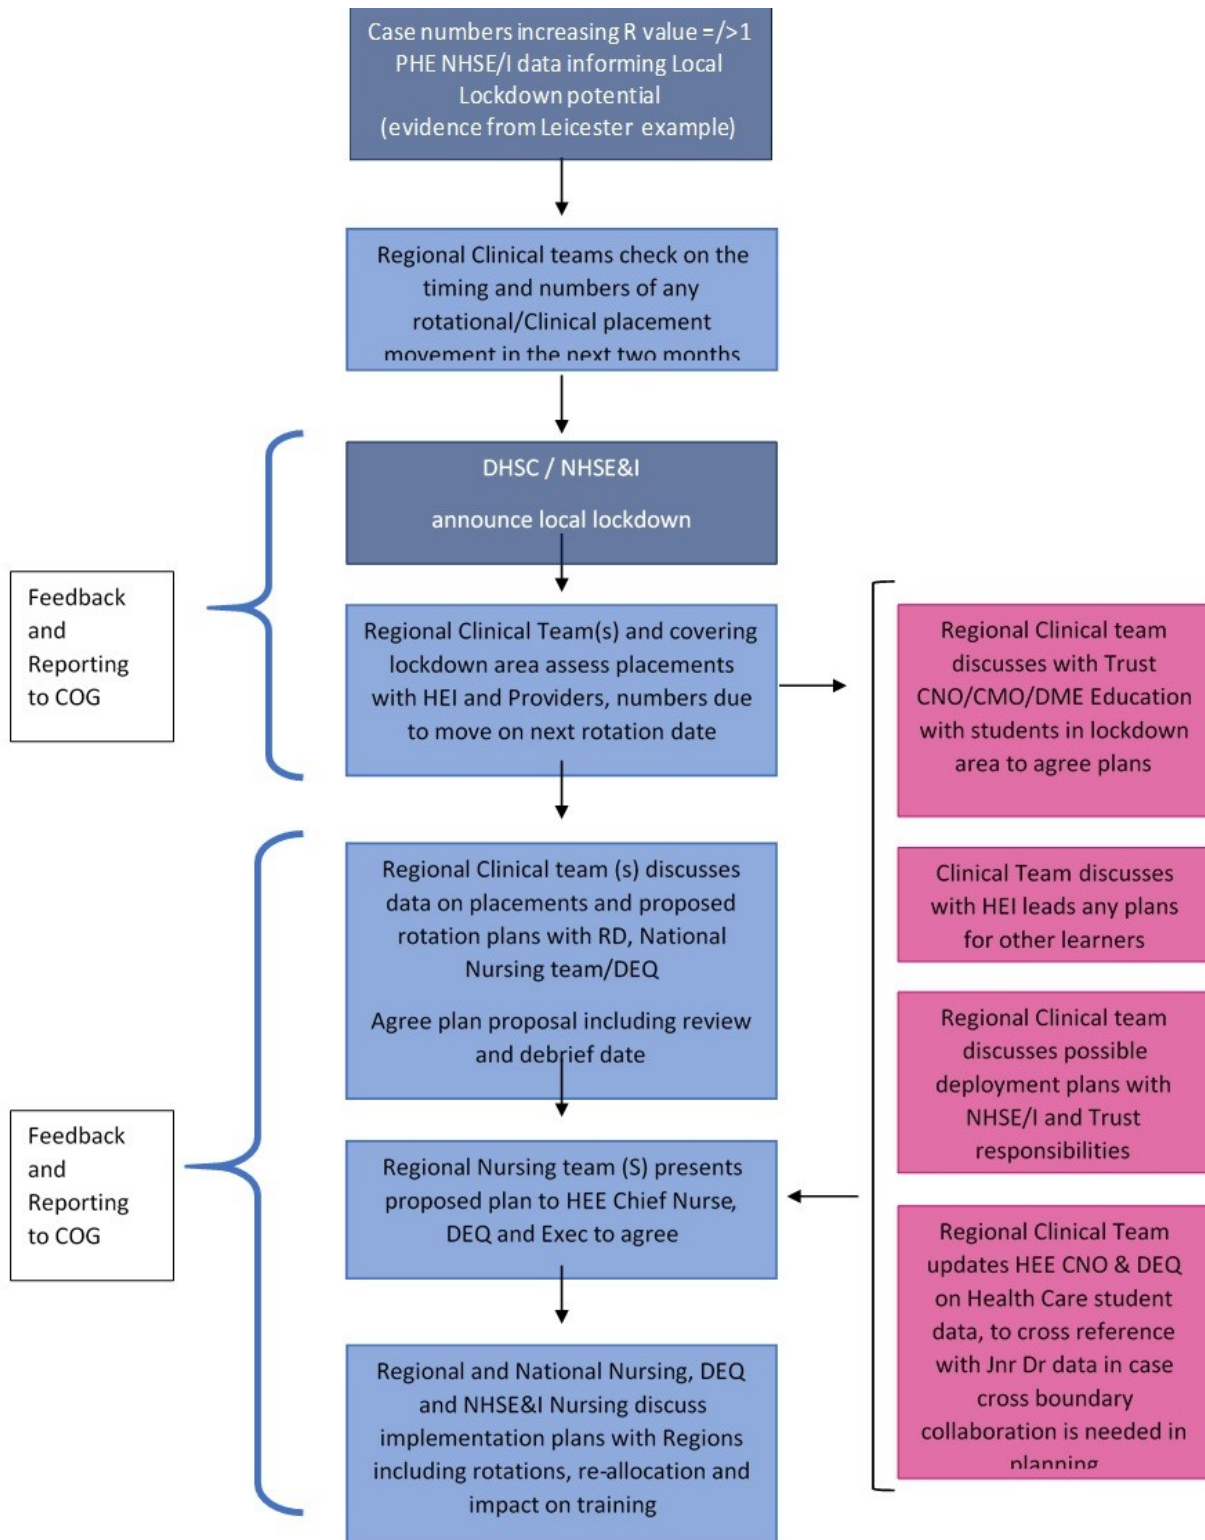 Case numbers increasing R value =/>1
PHE NHSE/I data informing Local
Lockdown potential
(evidence from Leicester example)
Regional Clinical teams check on the
timing and numbers of any
rotational/Clinical placement
movement in the next two months
DHSC / NHSE&I
announce local lockdown
Feedback
and
Reporting
to COG
Regional Clinical Team(s) and covering
lockdown area assess placements
with HEI and Providers, numbers due
to move on next rotation date
Regional Clinical team
discusses with Trust
CNO/CMO/DME Education
with students in lockdown
area to agree plans
Clinical Team discusses
with HEI leads any plans
for other learners
Regional Clinical team
discusses possible
deployment plans with
NHSE/I and Trust
responsibilities
Regional Clinical Team
updates HEE CNO & DEQ
on Health Care student
data, to cross reference
with Jnr Dr data in case
cross boundary
collaboration is needed in
planning
Regional Clinical team (s) discusses
data on placements and proposed
rotation plans with RD, National
Nursing team/DEQ
Agree plan proposal including review
and debrief date
Feedback
and
Reporting
to COG
Regional Nursing team (S) presents
proposed plan to HEE Chief Nurse,
DEQ and Exec to agree
Regional and National Nursing, DEQ
and NHSE&I Nursing discuss
implementation plans with Regions
including rotations, re-allocation and
impact on training